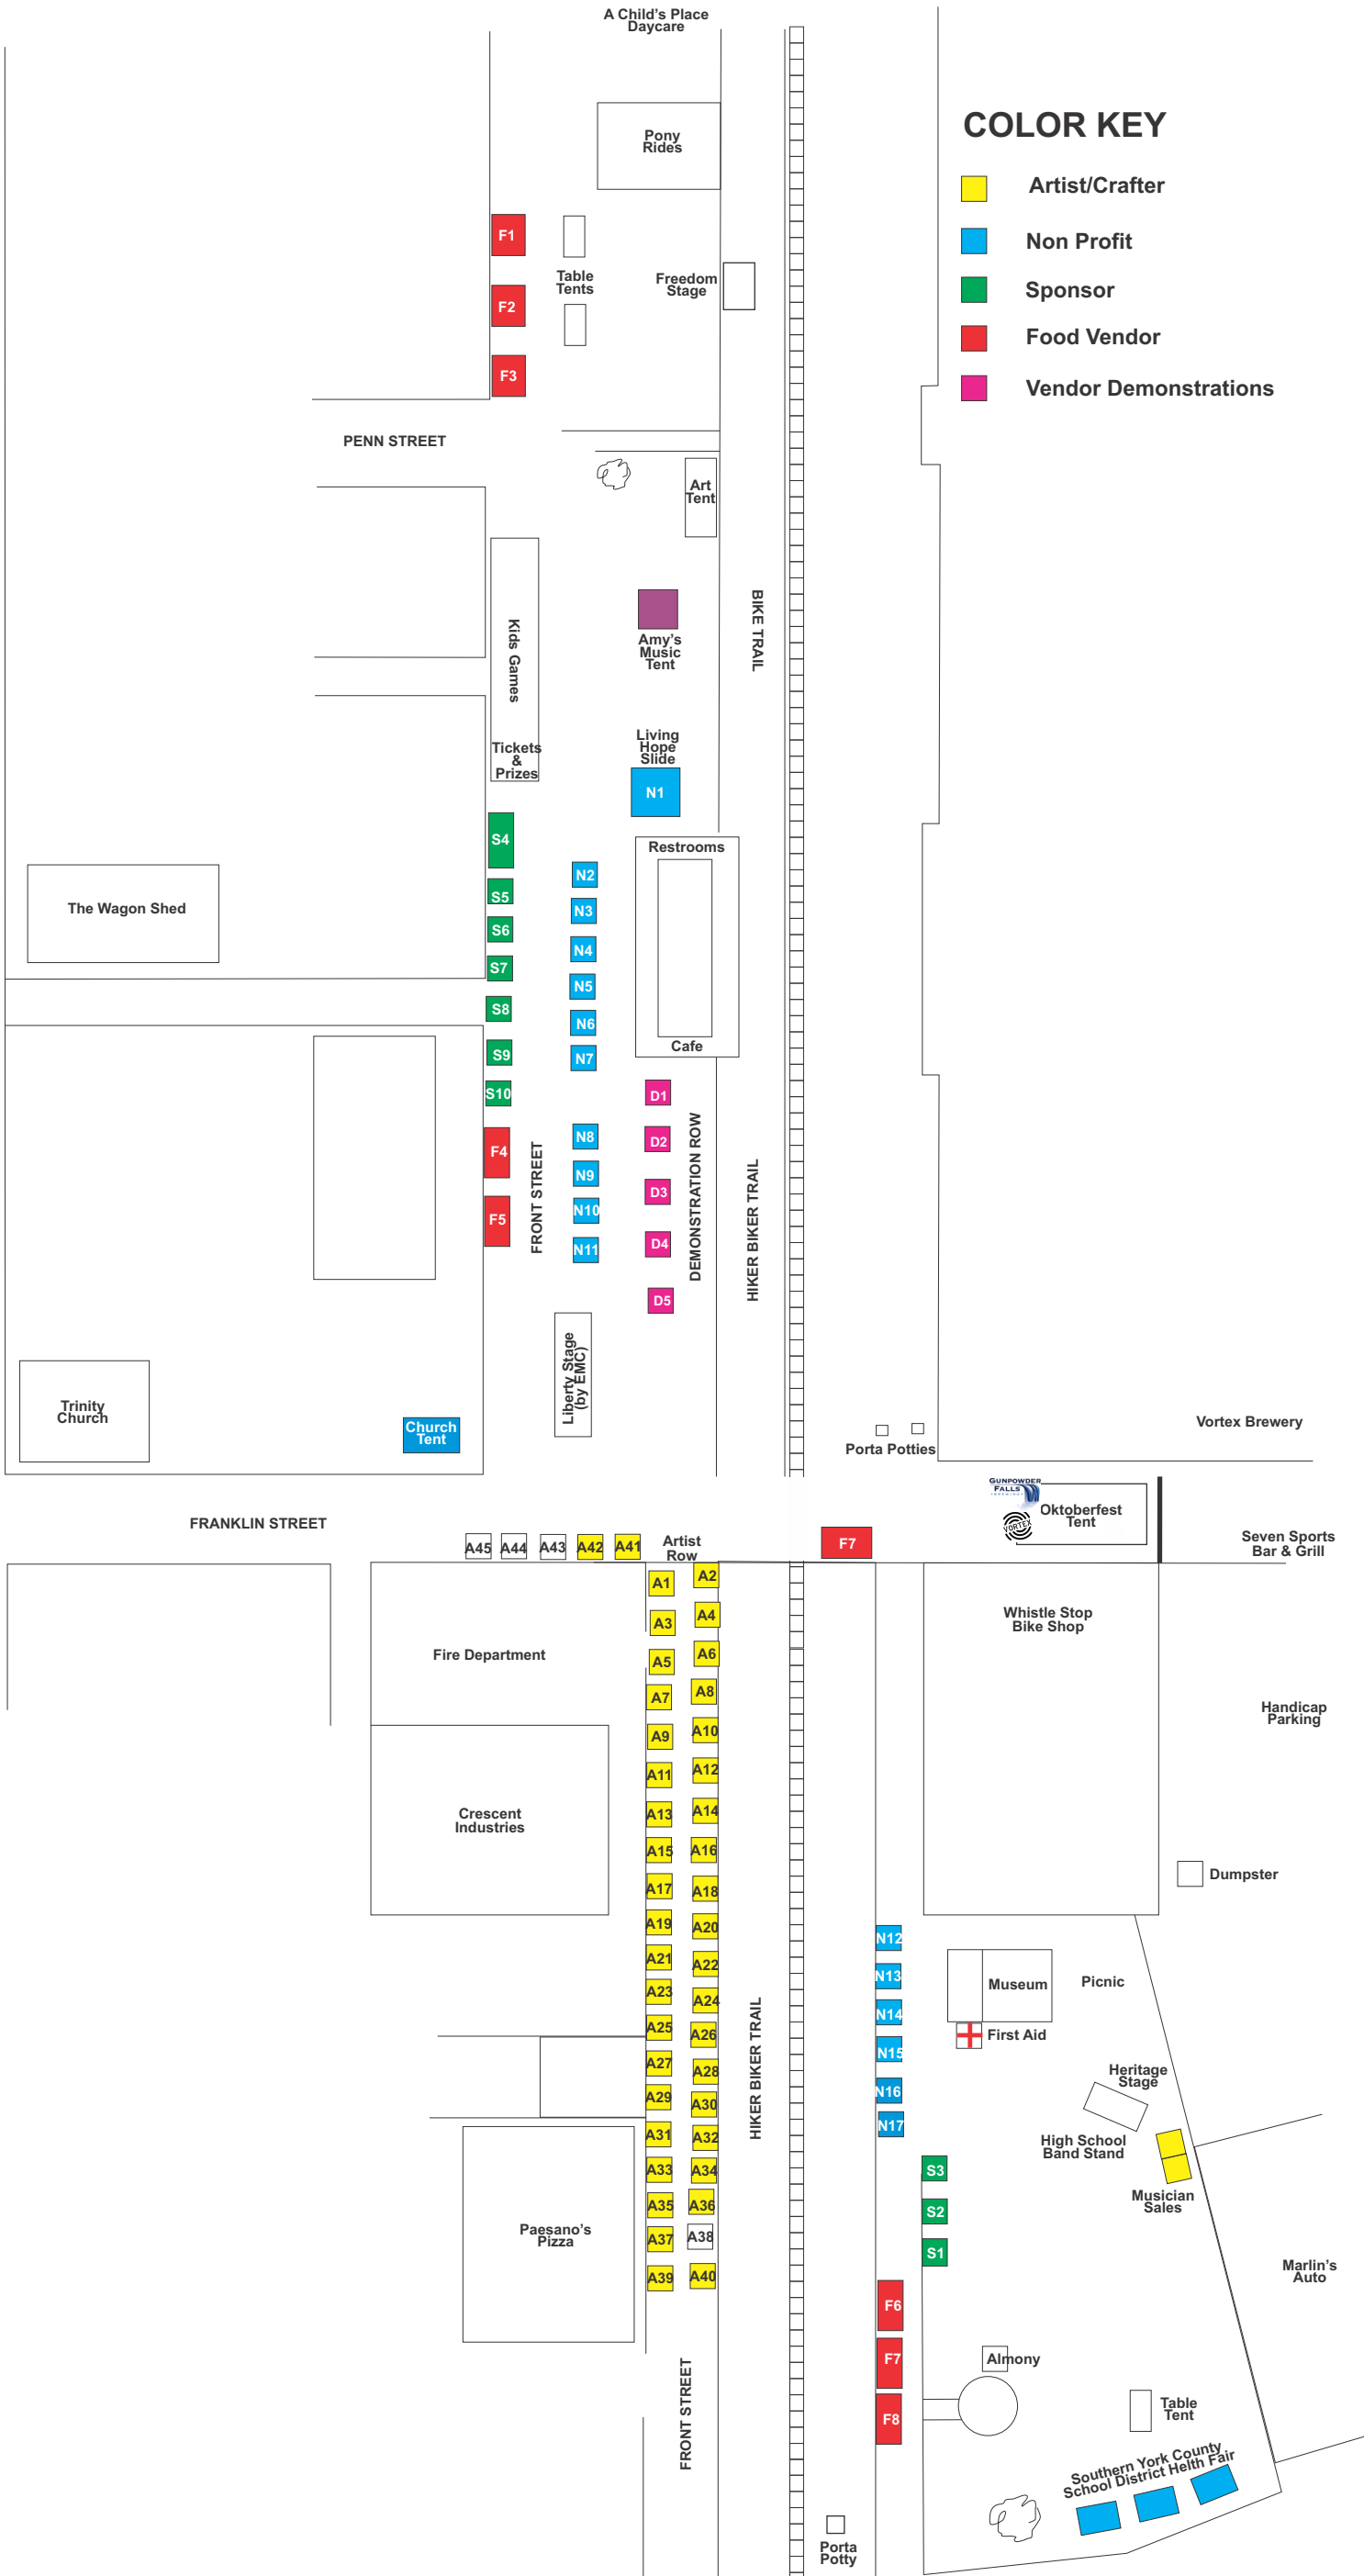 A Child's Place
Daycare
COLOR KEY
Artist/Crafter
Non Profit
Sponsor
Food Vendor
Vendor Demonstrations
Pony
Rides
F1
Table
Tents
F2
F3
Freedom
Stage
PENN STREET
Art
Tent
Kids Games
Tickets
&
Prizes
Amy's
Music
Tent
BIKE TRAIL
Living
Hope
Slide
N1
S4
S5
S6
S7
S8
S9
S10
N2
N3
N4
N5
N6
N7
Restrooms
Cafe
The Wagon Shed
D1
D2
D3
D4
D5
N8
N9
N10
N11
F4
F5
FRONT STREET
DEMONSTRATION ROW
HIKER BIKER TRAIL
Liberty Stage
(by EMC)
Trinity
Church
Church
Tent
Porta Potties
Vortex Brewery
GUNPOWDER
FALLS
VORTEX
Oktoberfest
Tent
FRANKLIN STREET
A45
A44
A43
A42
A41
Artist
Row
F7
Seven Sports
Bar & Grill
A1
A2
A3
A4
A5
A6
A7
A8
A9
A10
A11
A12
A13
A14
A15
A16
A17
A18
A19
A20
A21
A22
A23
A24
A25
A26
A27
A28
A29
A30
A31
A32
A33
A34
A35
A36
A37
A38
A39
A40
Fire Department
Crescent
Industries
Paesano's
Pizza
Whistle Stop
Bike Shop
Handicap
Parking
Dumpster
N12
N13
N14
N15
N16
N17
Museum
Picnic
First Aid
HIKER BIKER TRAIL
Heritage
Stage
High School
Band Stand
Musician
Sales
S3
S2
S1
Marlin's
Auto
F6
F7
F8
Almony
FRONT STREET
Table
Tent
Southern York County
School District Helth Fair
Porta
Potty